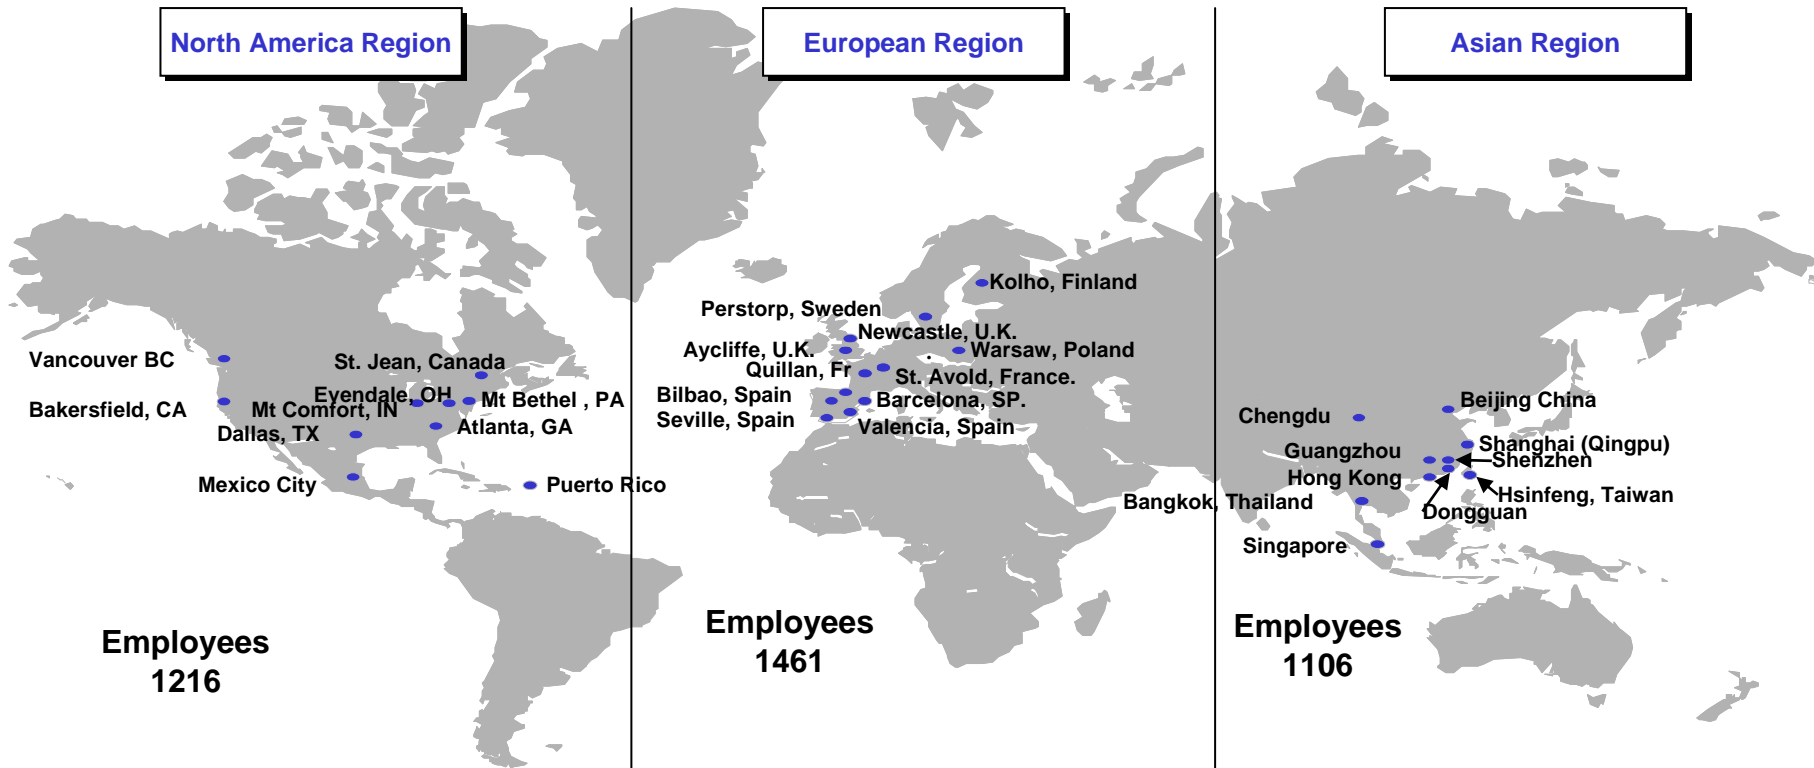 North America Region
European Region
Asian Region
Kolho, Finland
Perstorp, Sweden
Newcastle, U.K.
Aycliffe, U.K.
Warsaw, Poland
Quillan, Fr
St. Avold, France.
Bilbao, Spain
Barcelona, SP.
Seville, Spain
Valencia, Spain
Vancouver BC
St. Jean, Canada
Eyendale, OH
Mt Bethel , PA
Bakersfield, CA
Mt Comfort, IN
Atlanta, GA
Dallas, TX
Mexico City
Puerto Rico
Beijing China
Chengdu
Shanghai (Qingpu)
Guangzhou
Shenzhen
Hong Kong
Hsinfeng, Taiwan
Bangkok, Thailand
Dongguan
Singapore
Employees
1216
Employees
1461
Employees
1106